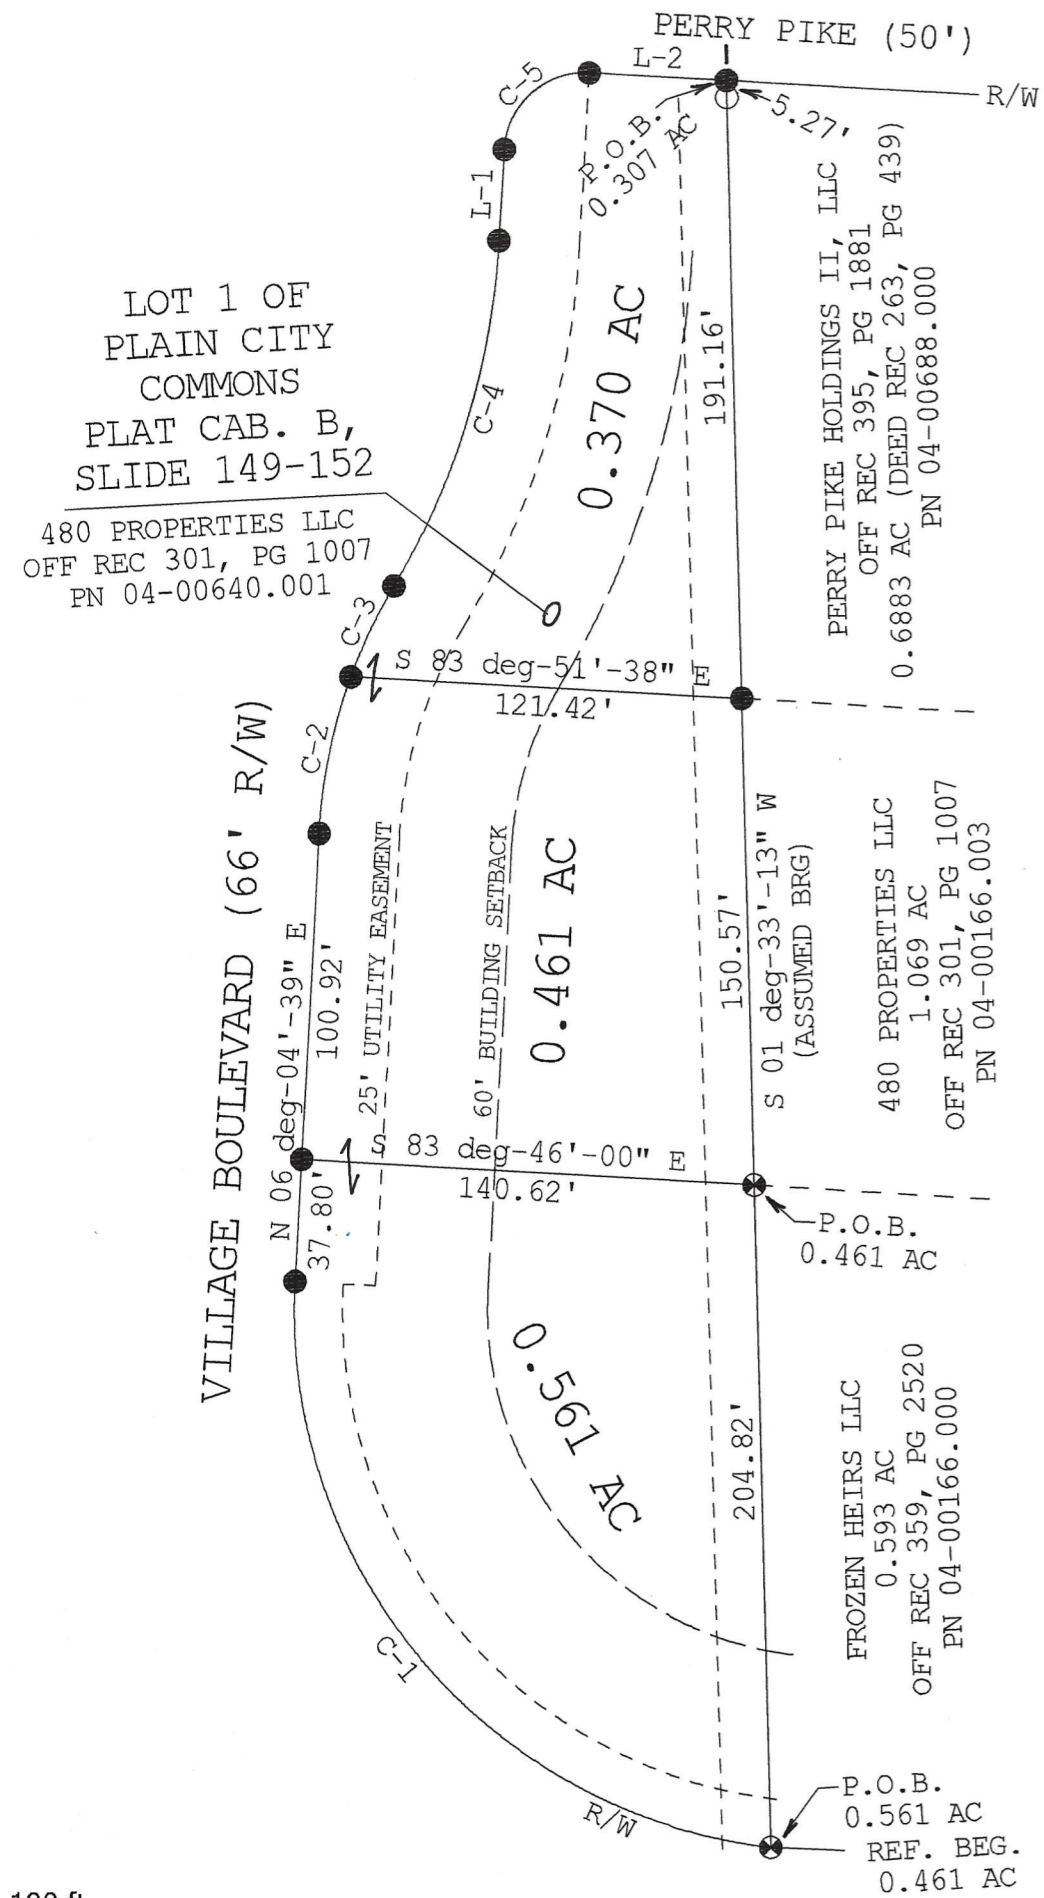 PERRY PIKE (50')
L-2
R/W
C-5
5.27'
P.O.B.
0.307 AC
L-1
LOT 1 OF
PLAIN CITY
COMMONS
PLAT CAB. B,
SLIDE 149-152
480 PROPERTIES LLC
OFF REC 301, PG 1007
PN 04-00640.001
C-4
0.370 AC
191.16'
PERRY PIKE HOLDINGS II, LLC
OFF REC 395, PG 1881
0.6883 AC (DEED REC 263, PG 439)
PN 04-00688.000
C-3
S 83 deg-51'-38" E
121.42'
C-2
VILLAGE BOULEVARD (66' R/W)
N 06 deg-04'-39" E
100.92'
37.80'
25' UTILITY EASEMENT
60' BUILDING SETBACK
0.461 AC
150.57'
S 01 deg-33'-13" W
(ASSUMED BRG)
480 PROPERTIES LLC
1.069 AC
OFF REC 301, PG 1007
PN 04-00166.003
S 83 deg-46'-00" E
140.62'
P.O.B.
0.461 AC
0.561 AC
204.82'
FROZEN HEIRS LLC
0.593 AC
OFF REC 359, PG 2520
PN 04-00166.000
C-1
R/W
P.O.B.
0.561 AC
REF. BEG.
0.461 AC